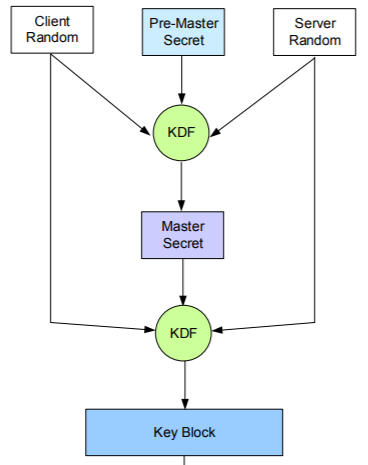 Client
Random
Pre-Master
Secret
Server
Random
KDF
Master
Secret
KDF
Key Block